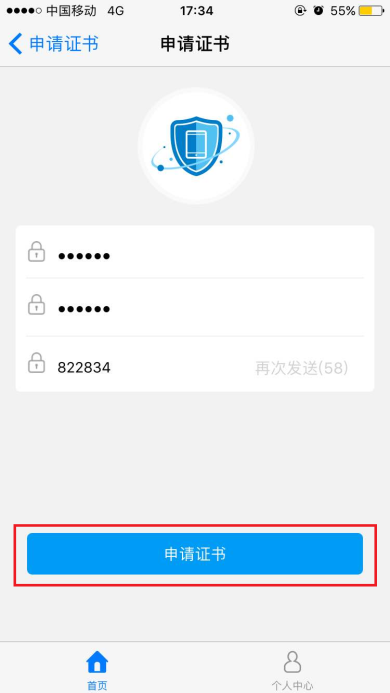 中国移动 4G 17:34 55%
申请证书 申请证书
••••••
••••••
822834 再次发送(58)
申请证书
首页 个人中心